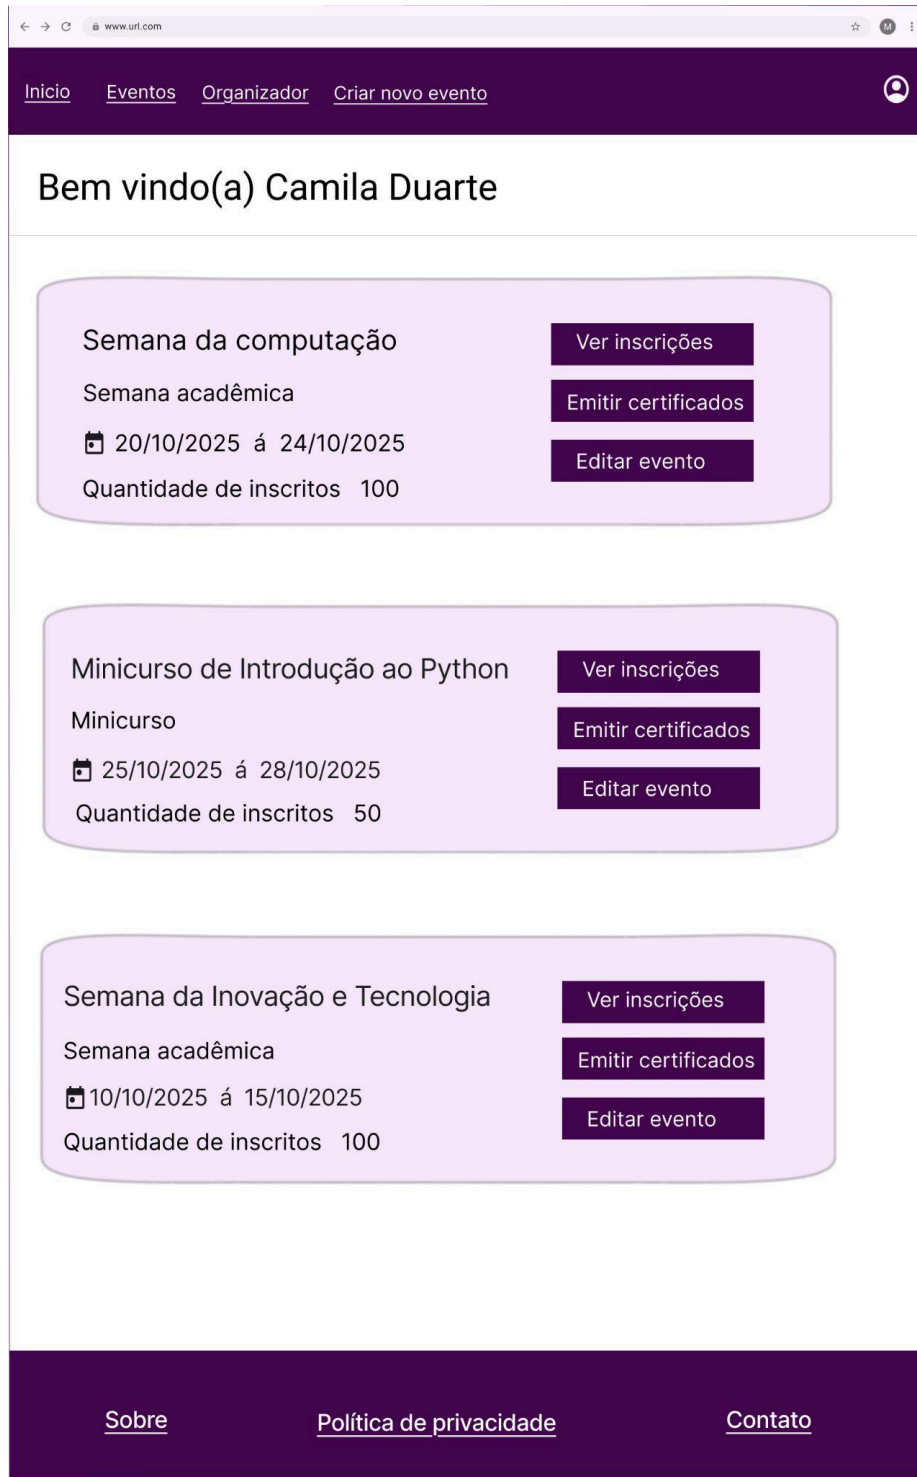 www.url.com
M
Inicio Eventos Organizador Criar novo evento
Bem vindo(a) Camila Duarte
Semana da computação
Semana acadêmica
20/10/2025 á 24/10/2025
Quantidade de inscritos 100
Ver inscrições
Emitir certificados
Editar evento
Minicurso de Introdução ao Python
Minicurso
25/10/2025 á 28/10/2025
Quantidade de inscritos 50
Ver inscrições
Emitir certificados
Editar evento
Semana da Inovação e Tecnologia
Semana acadêmica
10/10/2025 á 15/10/2025
Quantidade de inscritos 100
Ver inscrições
Emitir certificados
Editar evento
Sobre Política de privacidade Contato